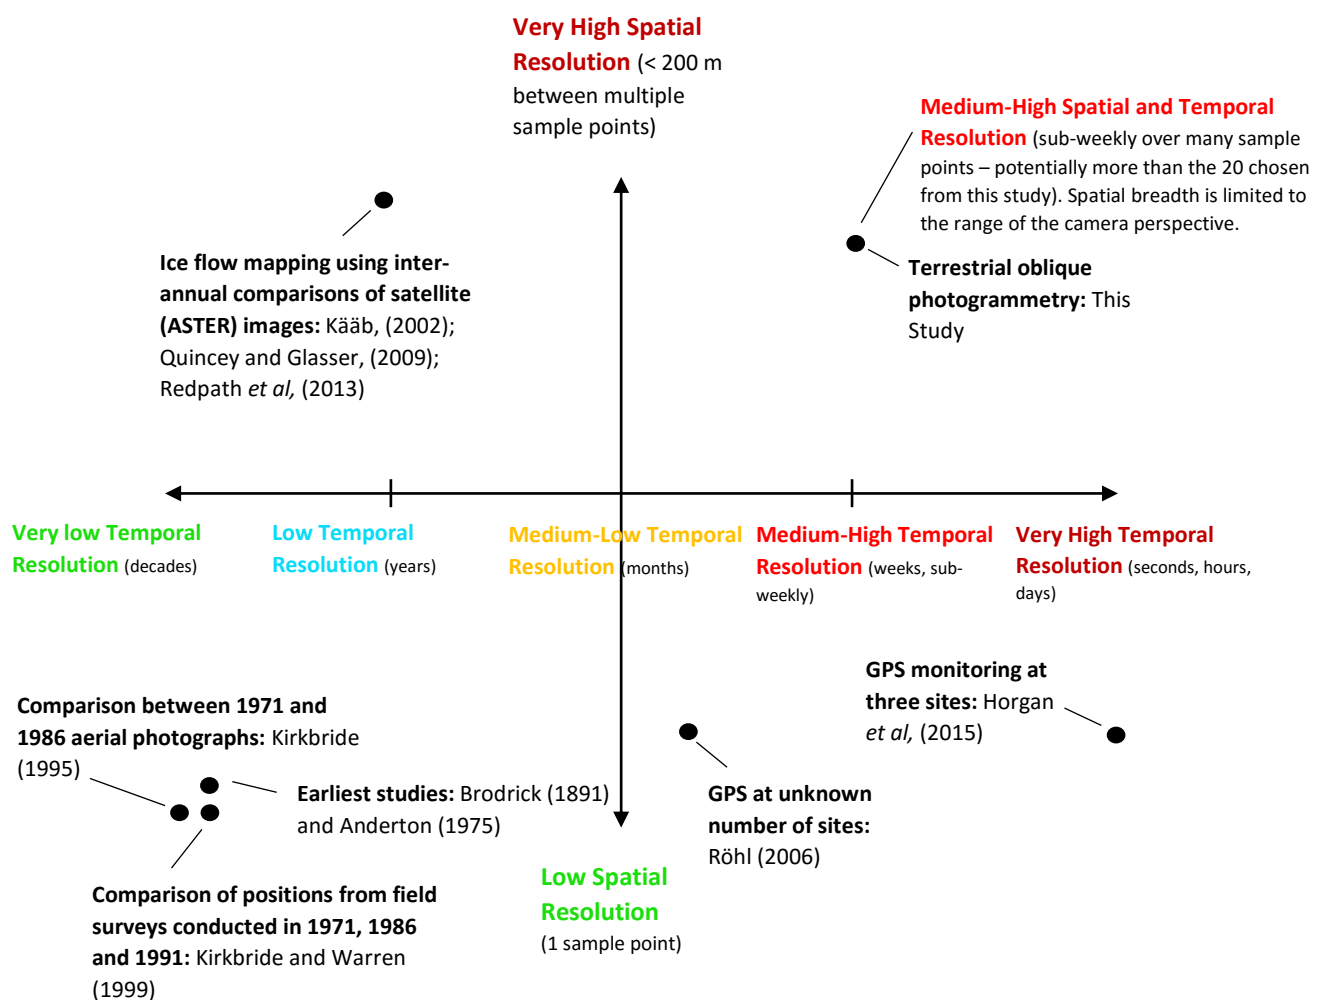 Very High Spatial
Resolution (< 200 m
between multiple
sample points)
Medium-High Spatial and Temporal
Resolution (sub-weekly over many sample
points – potentially more than the 20 chosen
from this study). Spatial breadth is limited to
the range of the camera perspective.
Ice flow mapping using inter-
annual comparisons of satellite
(ASTER) images: Kääb, (2002);
Quincey and Glasser, (2009);
Redpath et al, (2013)
Terrestrial oblique
photogrammetry: This
Study
Very low Temporal
Resolution (decades)
Low Temporal
Resolution (years)
Medium-Low Temporal
Resolution (months)
Medium-High Temporal
Resolution (weeks, sub-
weekly)
Very High Temporal
Resolution (seconds, hours,
days)
GPS monitoring at
three sites: Horgan
et al, (2015)
Comparison between 1971 and
1986 aerial photographs: Kirkbride
(1995)
Earliest studies: Brodrick (1891)
and Anderton (1975)
GPS at unknown
number of sites:
Röhl (2006)
Low Spatial
Resolution
(1 sample point)
Comparison of positions from field
surveys conducted in 1971, 1986
and 1991: Kirkbride and Warren
(1999)